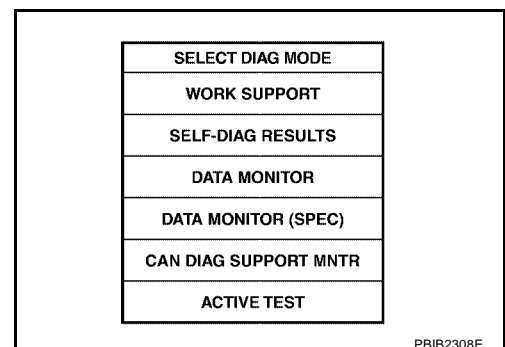 SELECT DIAG MODE
WORK SUPPORT
SELF-DIAG RESULTS
DATA MONITOR
DATA MONITOR (SPEC)
CAN DIAG SUPPORT MNTR
ACTIVE TEST
PBIB2308E